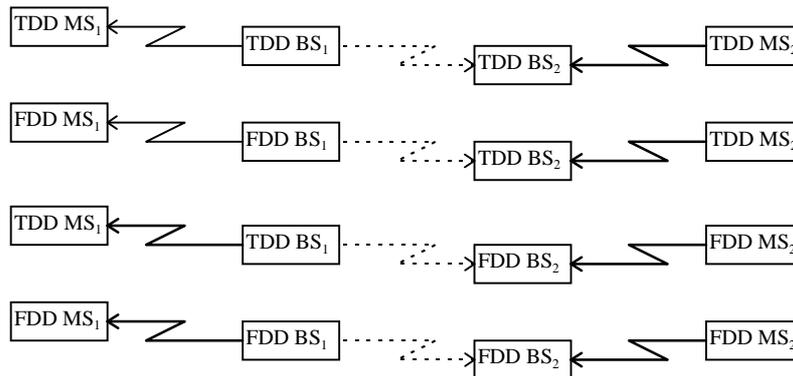 TDD MS₁ TDD BS₁ TDD BS₂ TDD MS₂
FDD MS₁ FDD BS₁ TDD BS₂ TDD MS₂
TDD MS₁ TDD BS₁ FDD BS₂ FDD MS₂
FDD MS₁ FDD BS₁ FDD BS₂ FDD MS₂